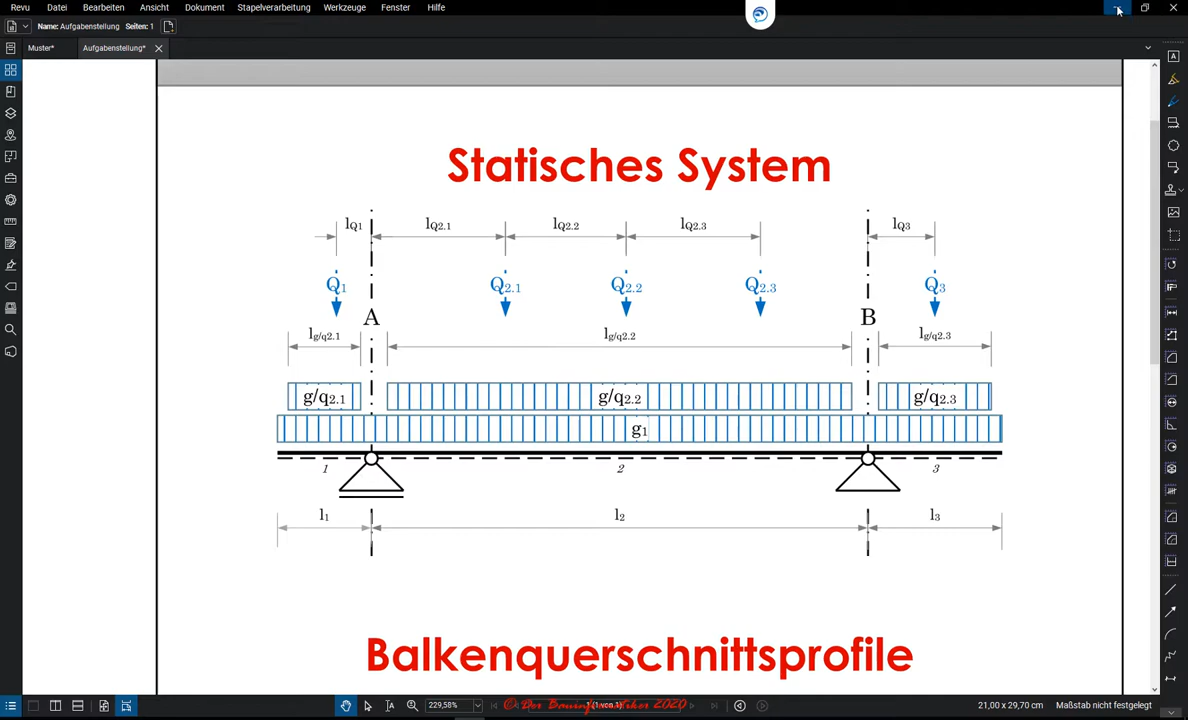 Revu Datei Bearbeiten Ansicht Dokument Stapelverarbeitung Werkzeuge Fenster Hilfe
Name: Aufgabenstellung Seiten: 1
Muster* Aufgabenstellung*
Statisches System
lQ1 lQ2.1 lQ2.2 lQ2.3 lQ3
Q1 Q2.1 Q2.2 Q2.3 Q3
A B
lg/q2.1 lg/q2.2 lg/q2.3
g/q2.1 g/q2.2 g/q2.3
g1
1 2 3
l1 l2 l3
Balkenquerschnittsprofile
229,58% © Der Bauinformatiker 2020 21,00 x 29,70 cm Maßstab nicht festgelegt